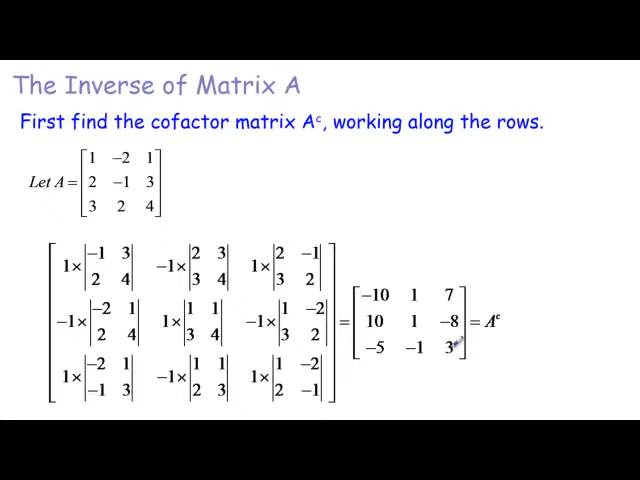 The Inverse of Matrix A
First find the cofactor matrix Aᶜ, working along the rows.
Let A = [1 −2 1
2 −1 3
3 2 4]
[1×|−1 3; 2 4| −1×|2 3; 3 4| 1×|2 −1; 3 2|
−1×|−2 1; 2 4| 1×|1 1; 3 4| −1×|1 −2; 3 2|
1×|−2 1; −1 3| −1×|1 1; 2 3| 1×|1 −2; 2 −1|]
= [−10 1 7
10 1 −8
−5 −1 3] = Aᶜ